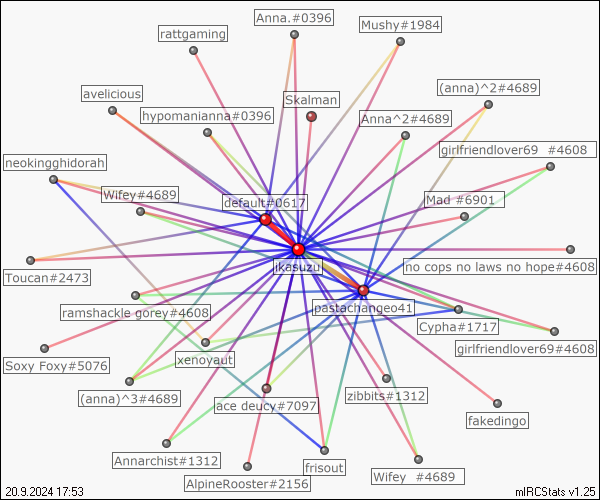 Anna.#0396
Mushy#1984
rattgaming
(anna)^2#4689
avelicious
Skalman
hypomanianna#0396
Anna^2#4689
girlfriendlover69 #4608
neokingghidorah
Wifey#4689
default#0617
Mad #6901
jkasuzu
no cops no laws no hope#4608
Toucan#2473
ramshackle gorey#4608
pastachangeo41
Cypha#1717
girlfriendlover69#4608
xenoyaut
Soxy Foxy#5076
(anna)^3#4689
ace deucy#7097
zibbits#1312
fakedingo
Annarchist#1312
frisout
Wifey #4689
AlpineRooster#2156
20.9.2024 17:53
mIRCStats v1.25